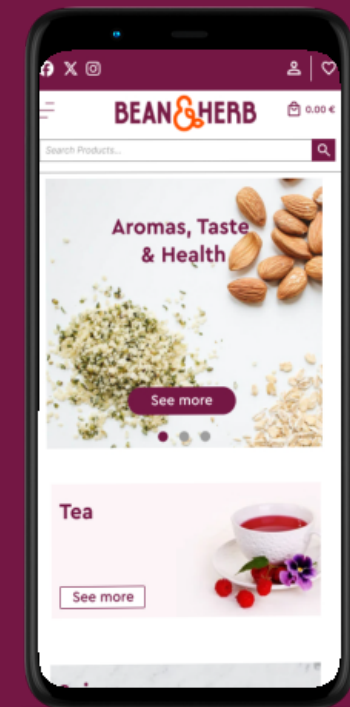 BEAN&HERB
0.00 €
Search Products...
Aromas, Taste
& Health
See more
Tea
See more